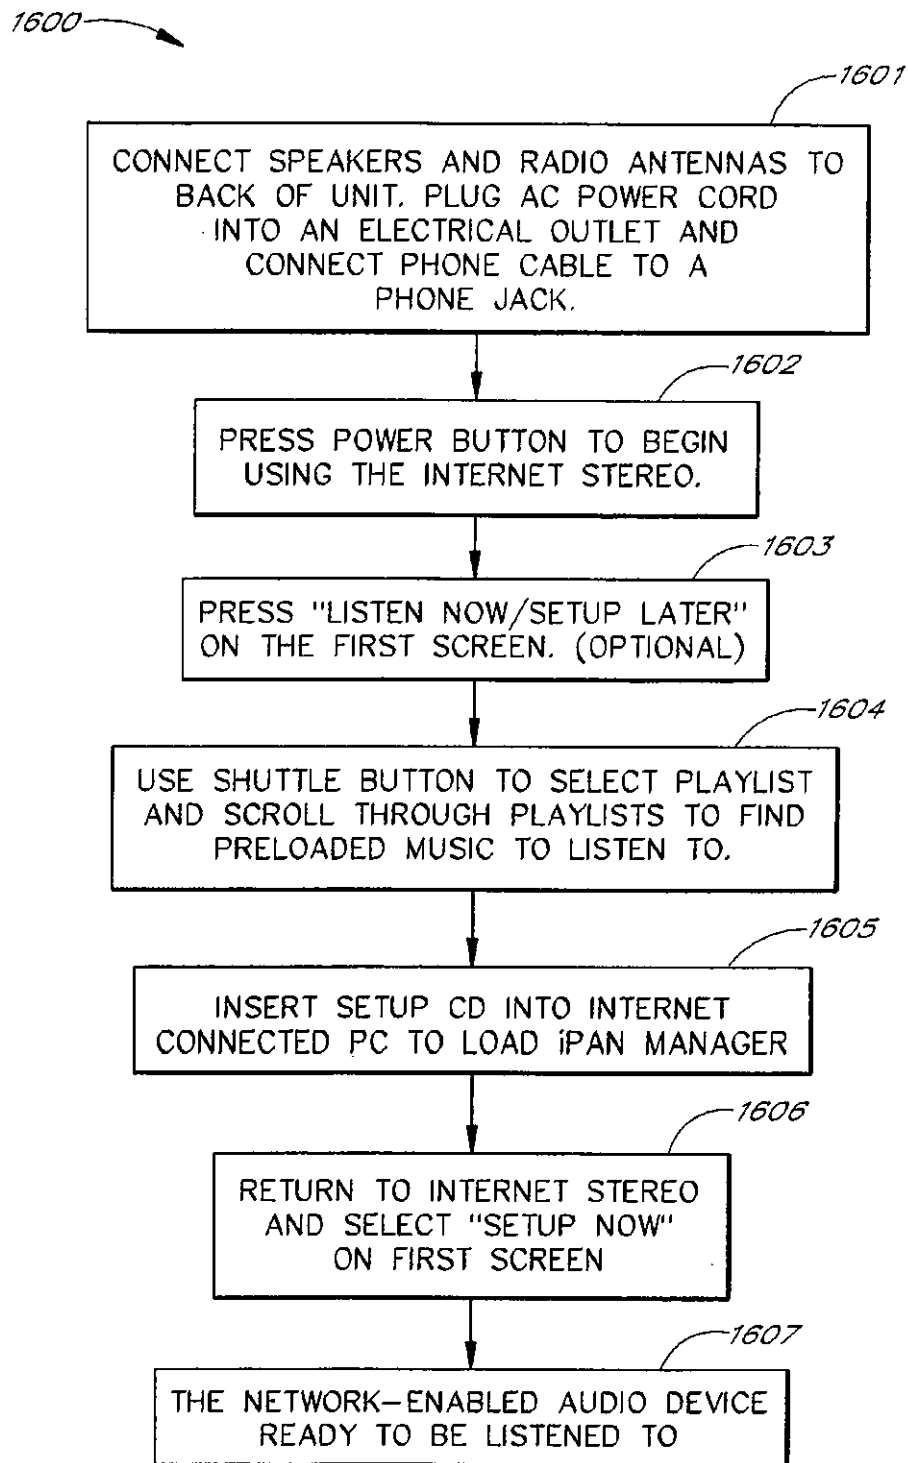 1600
1601
CONNECT SPEAKERS AND RADIO ANTENNAS TO
BACK OF UNIT. PLUG AC POWER CORD
INTO AN ELECTRICAL OUTLET AND
CONNECT PHONE CABLE TO A
PHONE JACK.
1602
PRESS POWER BUTTON TO BEGIN
USING THE INTERNET STEREO.
1603
PRESS "LISTEN NOW/SETUP LATER"
ON THE FIRST SCREEN. (OPTIONAL)
1604
USE SHUTTLE BUTTON TO SELECT PLAYLIST
AND SCROLL THROUGH PLAYLISTS TO FIND
PRELOADED MUSIC TO LISTEN TO.
1605
INSERT SETUP CD INTO INTERNET
CONNECTED PC TO LOAD iPAN MANAGER
1606
RETURN TO INTERNET STEREO
AND SELECT "SETUP NOW"
ON FIRST SCREEN
1607
THE NETWORK-ENABLED AUDIO DEVICE
READY TO BE LISTENED TO